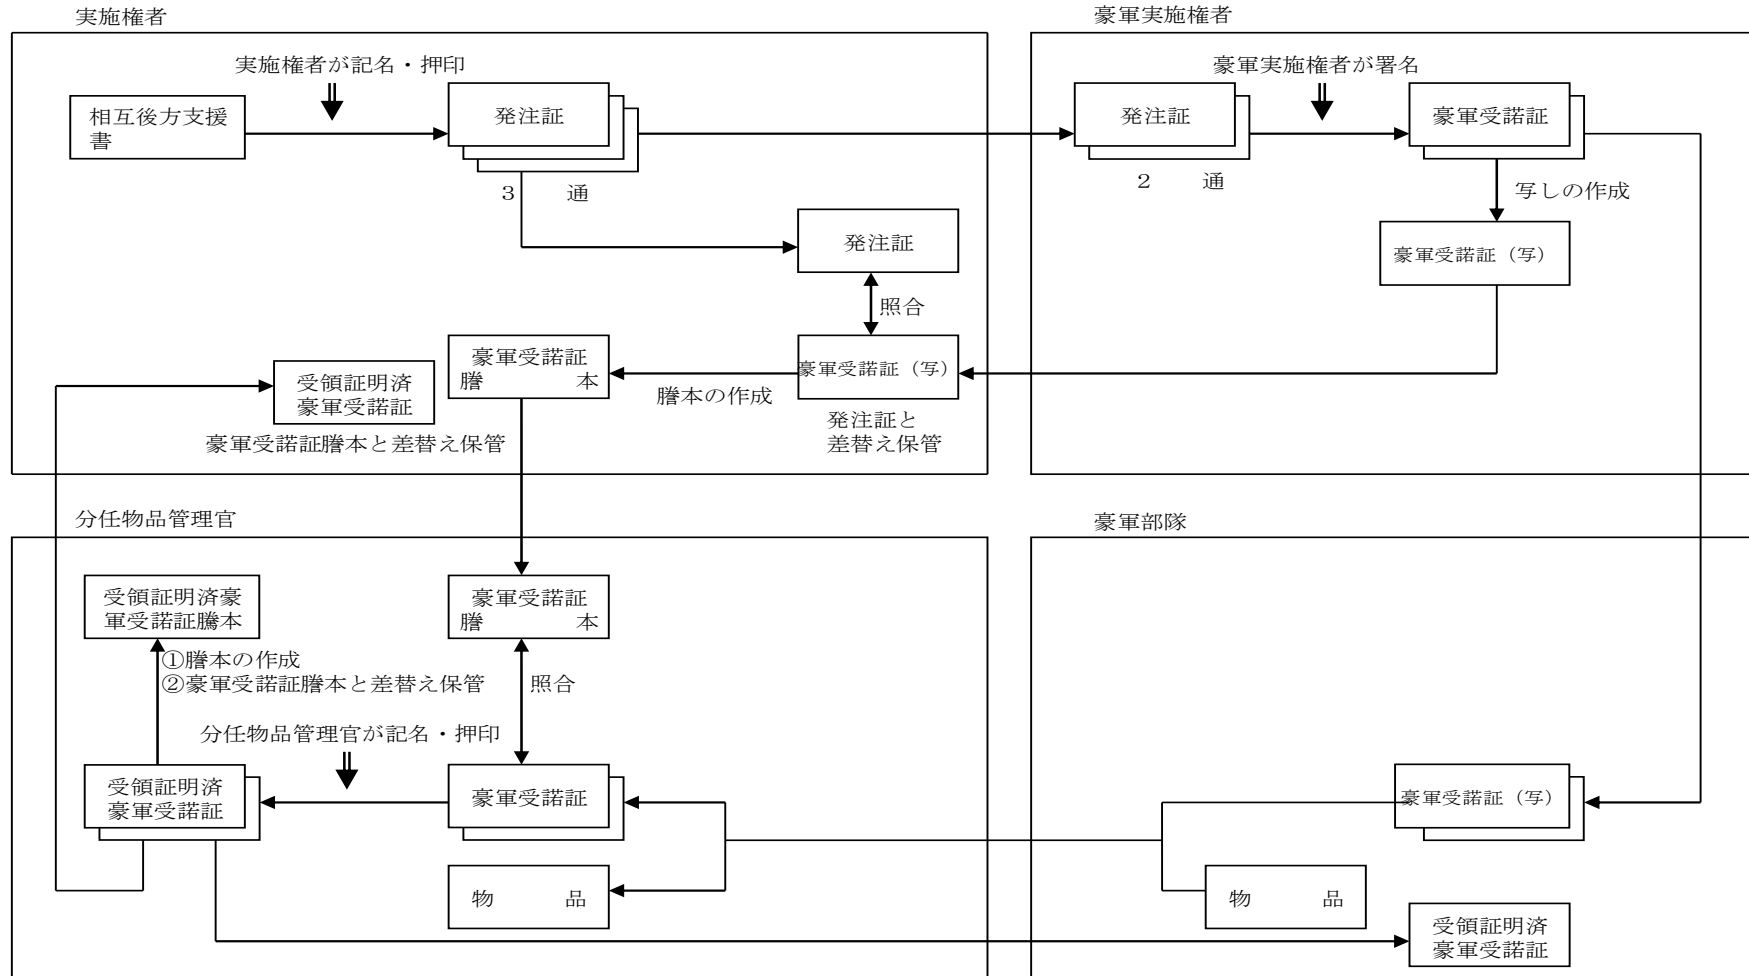 実施権者
豪軍実施権者
実施権者が記名・押印
相互後方支援
書
発注証
3 通
発注証
照合
豪軍受諾証（写）
発注証と
差替え保管
謄本の作成
豪軍受諾証
謄 本
受領証明済
豪軍受諾証
豪軍受諾証謄本と差替え保管
豪軍実施権者が署名
発注証
２ 通
豪軍受諾証
写しの作成
豪軍受諾証（写）
分任物品管理官
受領証明済豪
軍受諾証謄本
①謄本の作成
②豪軍受諾証謄本と差替え保管
豪軍受諾証
謄 本
照合
分任物品管理官が記名・押印
受領証明済
豪軍受諾証
豪軍受諾証
物 品
豪軍部隊
豪軍受諾証（写）
物 品
受領証明済
豪軍受諾証